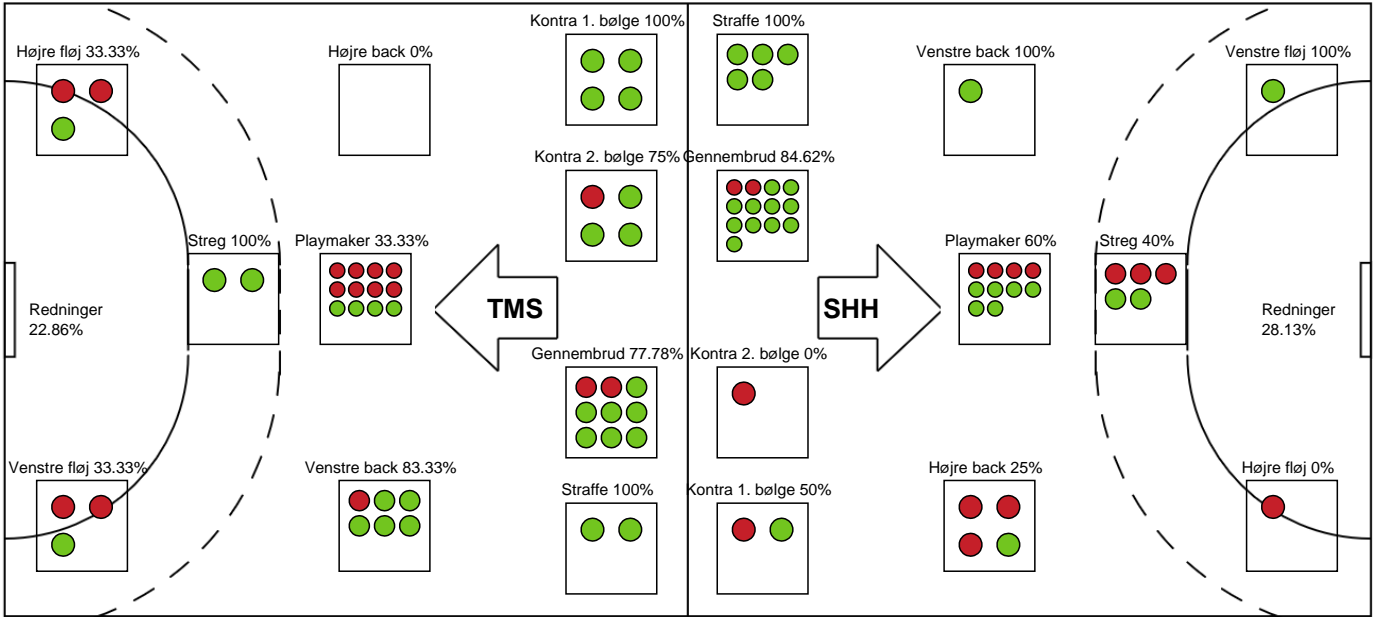 Kontra 1. bølge 100%
Straffe 100%
Højre fløj 33.33%
Højre back 0%
Venstre back 100%
Venstre fløj 100%
Kontra 2. bølge 75%
Gennembrud 84.62%
Streg 100%
Playmaker 33.33%
Playmaker 60%
Streg 40%
TMS
SHH
Redninger
22.86%
Redninger
28.13%
Gennembrud 77.78%
Kontra 2. bølge 0%
Venstre fløj 33.33%
Venstre back 83.33%
Højre back 25%
Højre fløj 0%
Straffe 100%
Kontra 1. bølge 50%